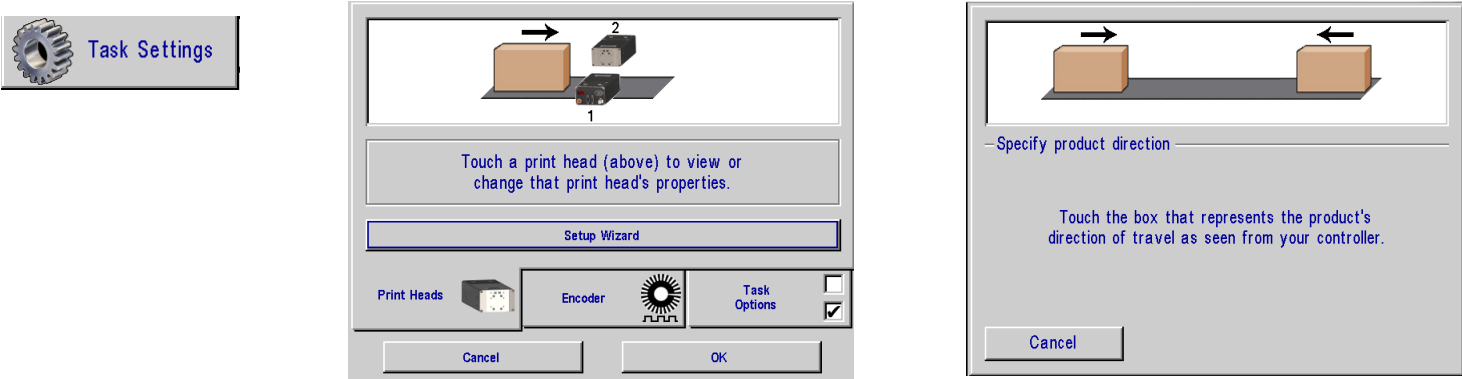 Task Settings
2
1
Touch a print head (above) to view or
change that print head's properties.
Setup Wizard
Print Heads
Encoder
Task
Options
Cancel
OK
Specify product direction
Touch the box that represents the product's
direction of travel as seen from your controller.
Cancel